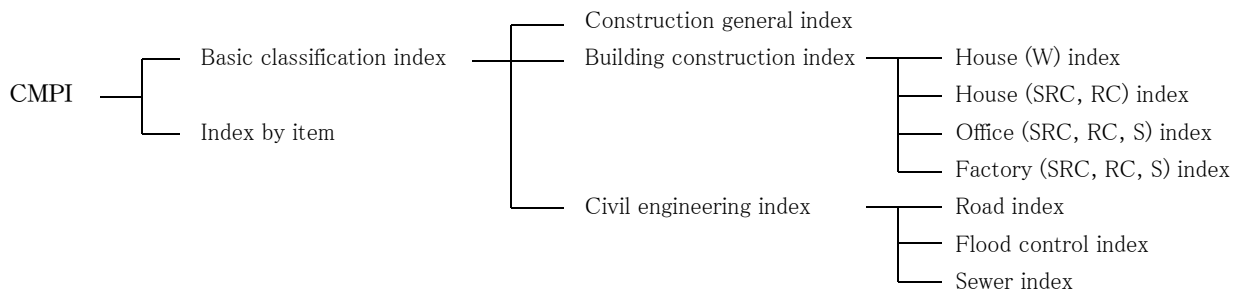 Construction general index
Basic classification index
Building construction index
House (W) index
CMPI
House (SRC, RC) index
Index by item
Office (SRC, RC, S) index
Factory (SRC, RC, S) index
Civil engineering index
Road index
Flood control index
Sewer index